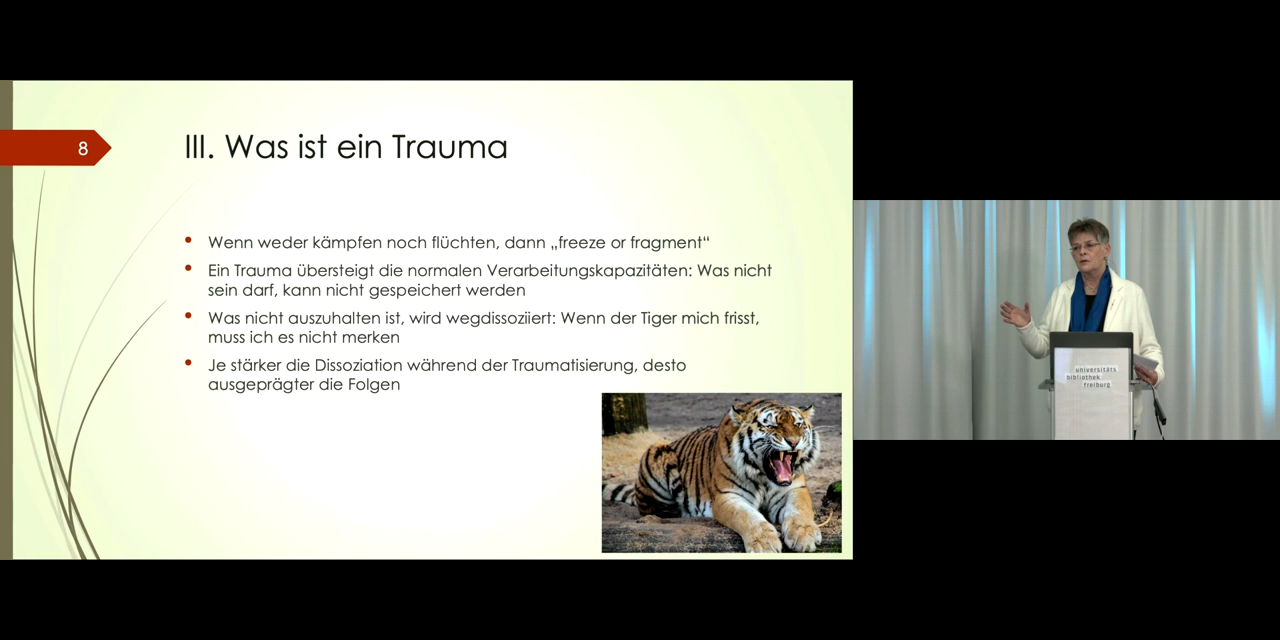 8
III. Was ist ein Trauma
• Wenn weder kämpfen noch flüchten, dann „freeze or fragment“
• Ein Trauma übersteigt die normalen Verarbeitungskapazitäten: Was nicht
sein darf, kann nicht gespeichert werden
• Was nicht auszuhalten ist, wird wegdissoziiert: Wenn der Tiger mich frisst,
muss ich es nicht merken
• Je stärker die Dissoziation während der Traumatisierung, desto
ausgeprägter die Folgen
universitäts
bibliothek
freiburg